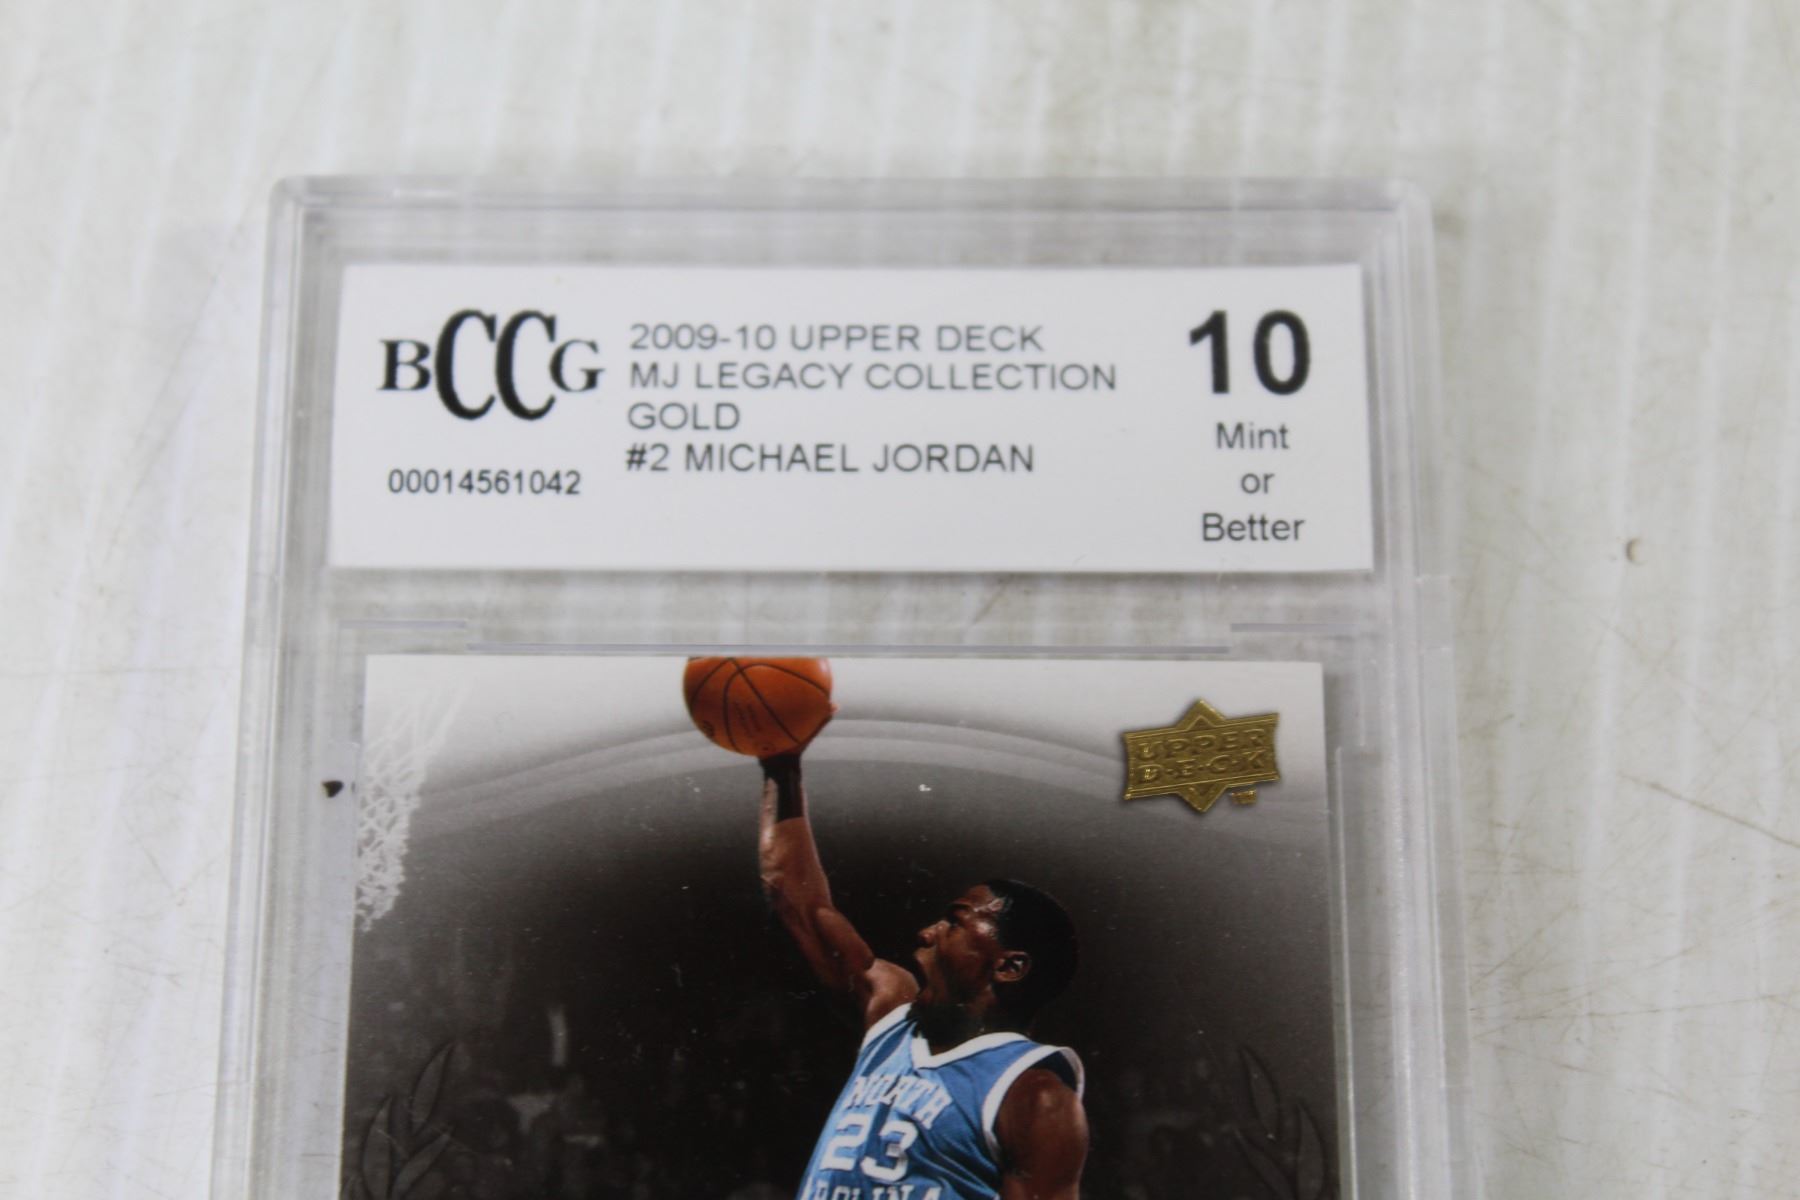 BCCG
00014561042
2009-10 UPPER DECK
MJ LEGACY COLLECTION
GOLD
#2 MICHAEL JORDAN
10
Mint
or
Better
UPPER
DECK
NORTH
23